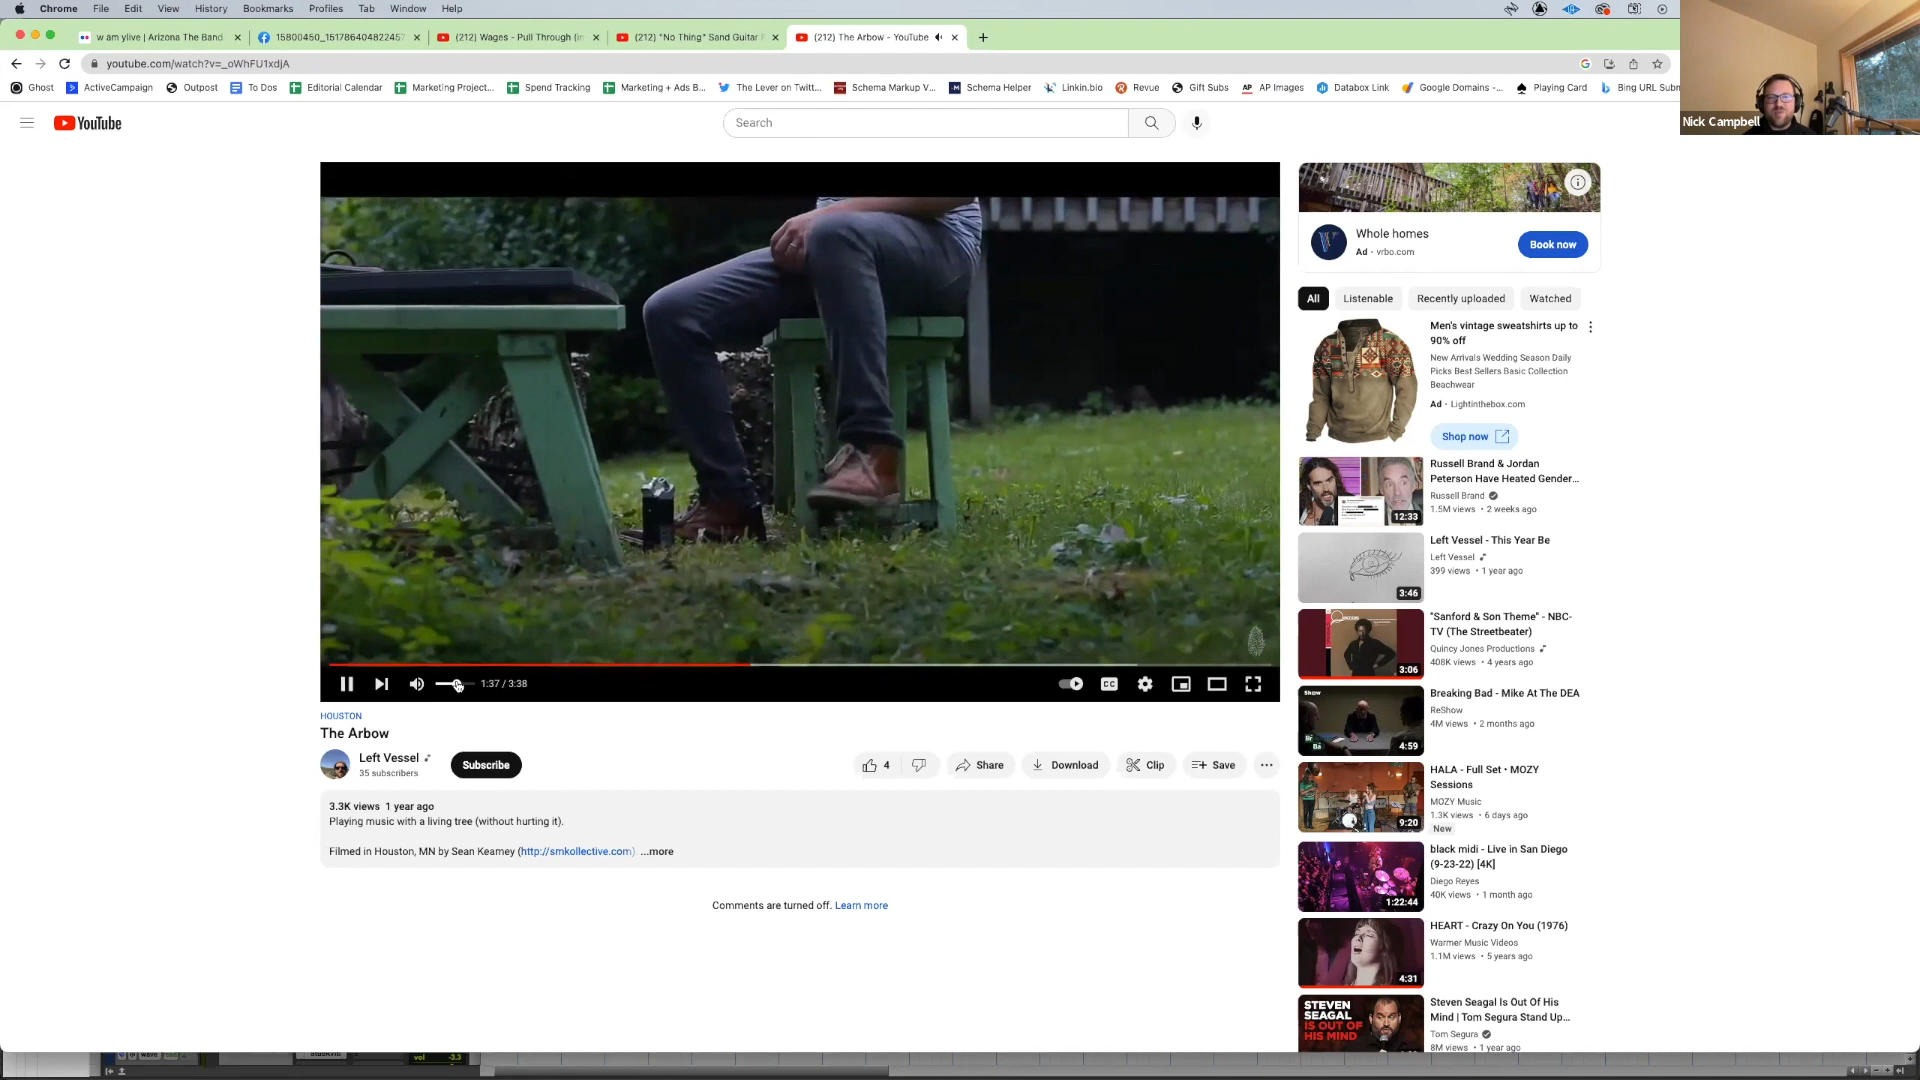 Chrome File Edit View History Bookmarks Profiles Tab Window Help
w am ylive | Arizona The Band
(212) Wages - Pull Through (in
(212) "No Thing" Sand Guitar
(212) The Arbow - YouTube
youtube.com/watch?v=_oWhFU1xdjA
Ghost ActiveCampaign Outpost To Dos Editorial Calendar Marketing Project... Spend Tracking Marketing + Ads B... The Lever on Twitt... Schema Markup V... Schema Helper Linkin.bio Revue Gift Subs AP AP Images Databox Link Google Domains -... Playing Card Bing URL Subm
Nick Campbell
YouTube
Search
Whole homes
Ad · vrbo.com
Book now
All Listenable Recently uploaded Watched
Men's vintage sweatshirts up to
90% off
New Arrivals Wedding Season Daily
Picks Best Sellers Basic Collection
Beachwear
Ad · Lightinthebox.com
Shop now
Russell Brand & Jordan
Peterson Have Heated Gender...
Russell Brand
1.5M views • 2 weeks ago
12:33
Left Vessel - This Year Be
Left Vessel
399 views • 1 year ago
3:46
"Sanford & Son Theme" - NBC-
TV (The Streetbeater)
Quincy Jones Productions
408K views • 4 years ago
3:06
Breaking Bad - Mike At The DEA
ReShow
4M views • 2 months ago
Show
4:59
HALA - Full Set • MOZY
Sessions
MOZY Music
1.3K views • 6 days ago
New
9:20
black midi - Live in San Diego
(9-23-22) [4K]
Diego Reyes
40K views • 1 month ago
1:22:44
HEART - Crazy On You (1976)
Warmer Music Videos
1.1M views • 5 years ago
4:31
STEVEN
SEAGAL
IS OUT OF
HIS MIND
Steven Seagal Is Out Of His
Mind | Tom Segura Stand Up...
Tom Segura
8M views • 1 year ago
1:37 / 3:38
CC
HOUSTON
The Arbow
Left Vessel
35 subscribers
Subscribe
4 Share Download Clip Save
3.3K views 1 year ago
Playing music with a living tree (without hurting it).
Filmed in Houston, MN by Sean Kearney (http://smkollective.com) ...more
Comments are turned off. Learn more
vol -3.3